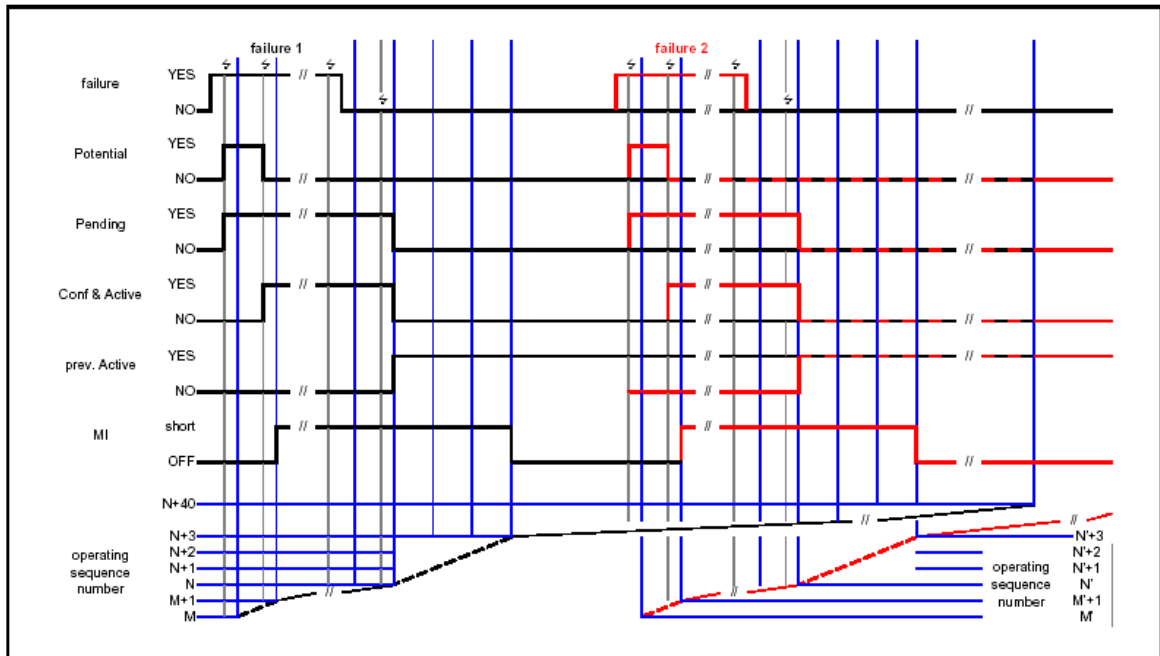 failure 1
failure 2
failure
YES
NO
//
//
//
Potential
YES
NO
//
//
//
Pending
YES
NO
//
//
//
Conf & Active
YES
NO
//
//
//
prev. Active
YES
NO
//
//
//
MI
short
OFF
//
//
//
operating
sequence
number
N+40
N+3
N+2
N+1
N
M+1
M
//
//
//
//
operating
sequence
number
N'+3
N'+2
N'+1
N'
M'+1
M'